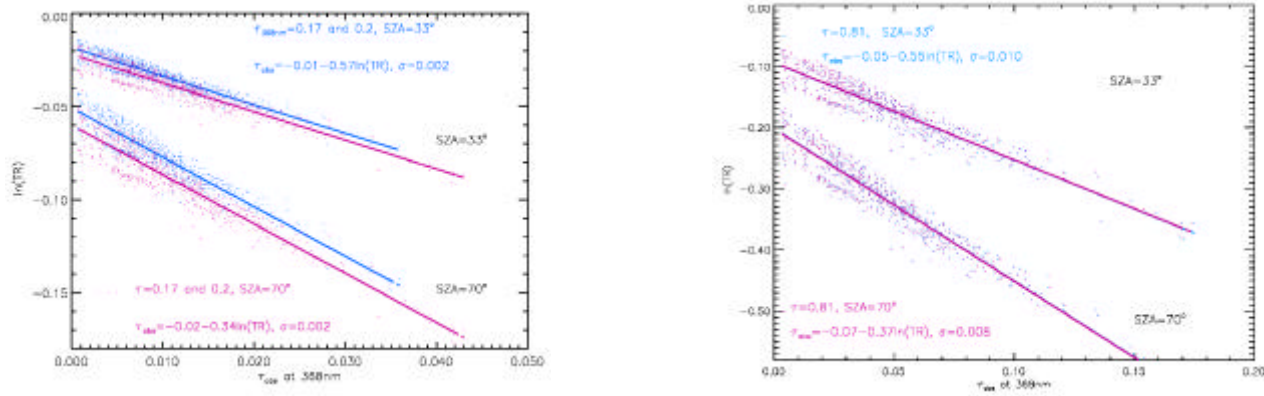 0.00
τ368nm=0.17 and 0.2, SZA=33°
τabs=−0.01−0.57ln(TR), σ=0.002
−0.05
SZA=33°
ln(TR)
−0.10
SZA=70°
τ=0.17 and 0.2, SZA=70°
−0.15
τabs=−0.02−0.34ln(TR), σ=0.002
0.000 0.010 0.020 0.030 0.040 0.050
τabs at 368nm
0.00
τ=0.81, SZA=33°
τabs=−0.05−0.55ln(TR), σ=0.010
−0.10
SZA=33°
−0.20
ln(TR)
−0.30
−0.40
−0.50
τ=0.81, SZA=70°
SZA=70°
τabs=−0.07−0.37ln(TR), σ=0.008
0.00 0.05 0.10 0.15 0.20
τabs at 368nm